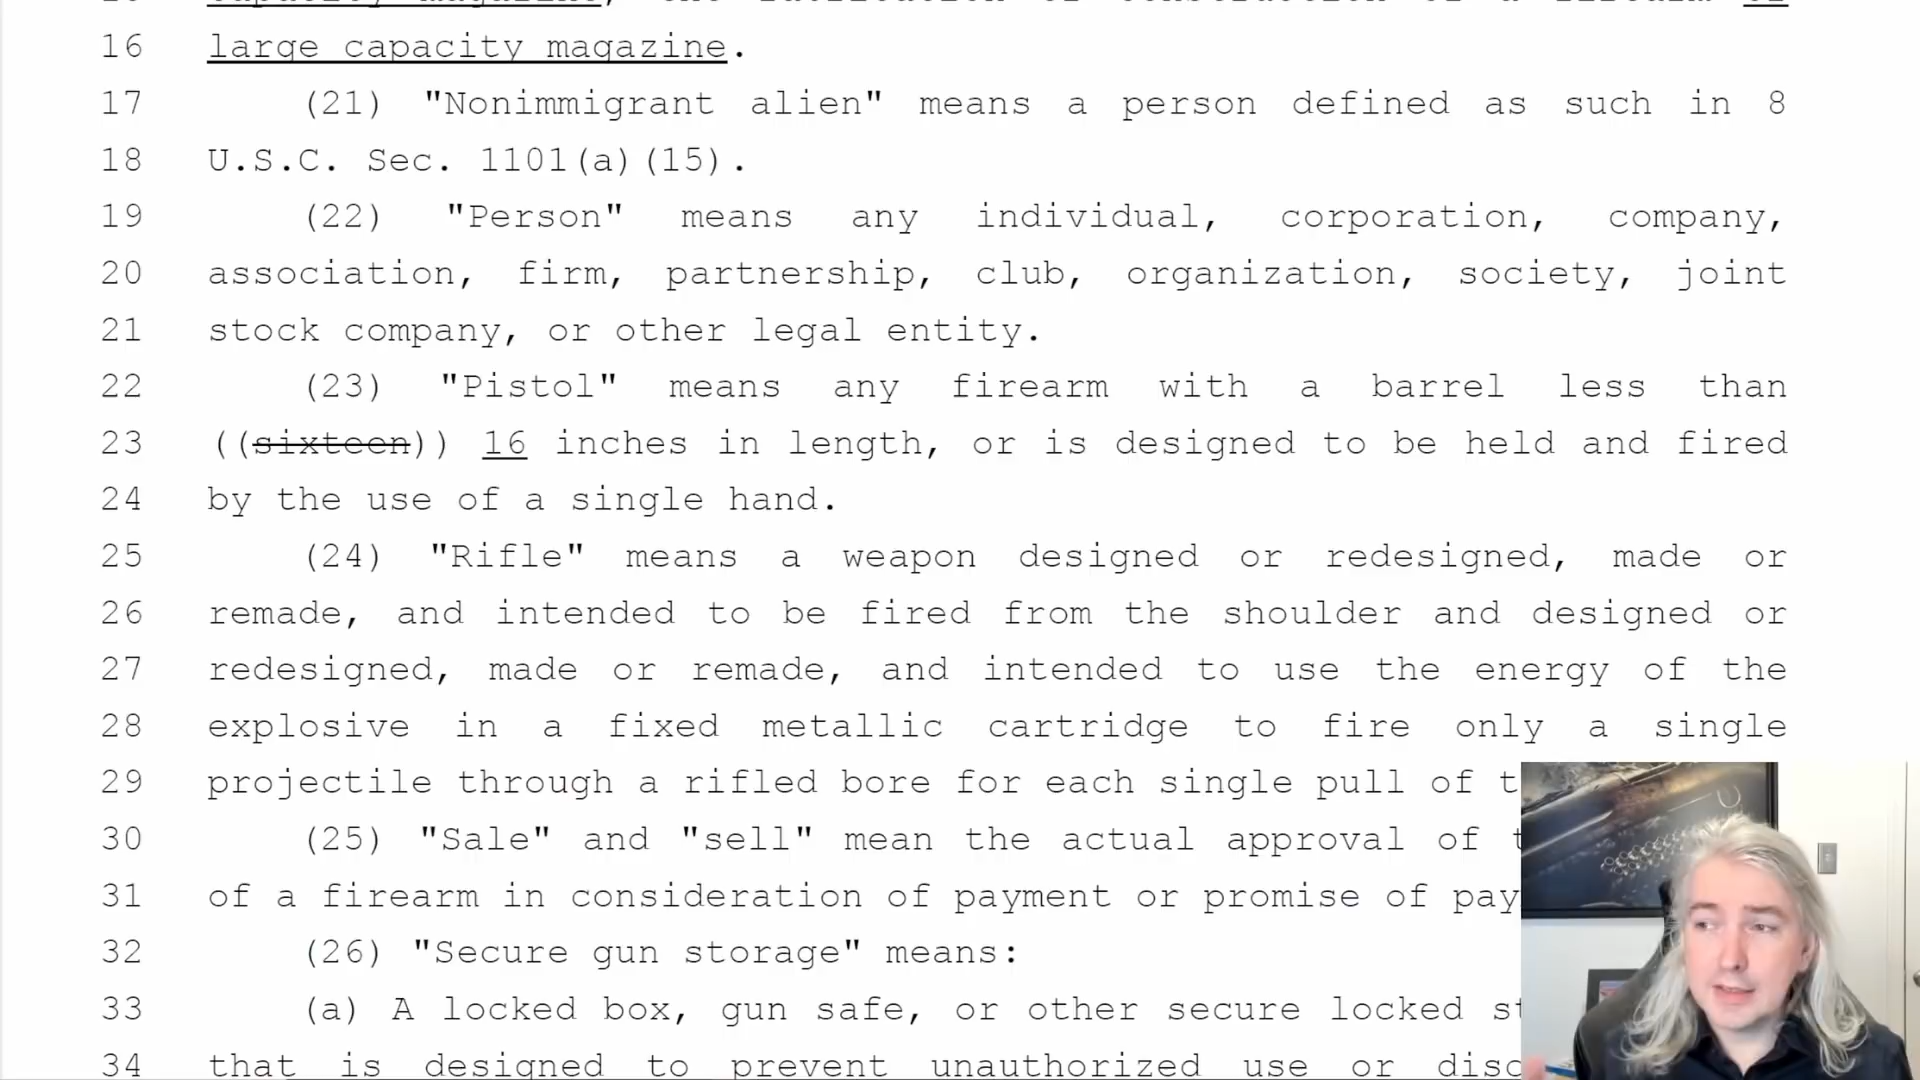 16 large capacity magazine.
17 (21) "Nonimmigrant alien" means a person defined as such in 8
18 U.S.C. Sec. 1101(a)(15).
19 (22) "Person" means any individual, corporation, company,
20 association, firm, partnership, club, organization, society, joint
21 stock company, or other legal entity.
22 (23) "Pistol" means any firearm with a barrel less than
23 ((sixteen)) 16 inches in length, or is designed to be held and fired
24 by the use of a single hand.
25 (24) "Rifle" means a weapon designed or redesigned, made or
26 remade, and intended to be fired from the shoulder and designed or
27 redesigned, made or remade, and intended to use the energy of the
28 explosive in a fixed metallic cartridge to fire only a single
29 projectile through a rifled bore for each single pull of
30 (25) "Sale" and "sell" mean the actual approval of
31 of a firearm in consideration of payment or promise of
32 (26) "Secure gun storage" means:
33 (a) A locked box, gun safe, or other secure locked
34 that is designed to prevent unauthorized use or